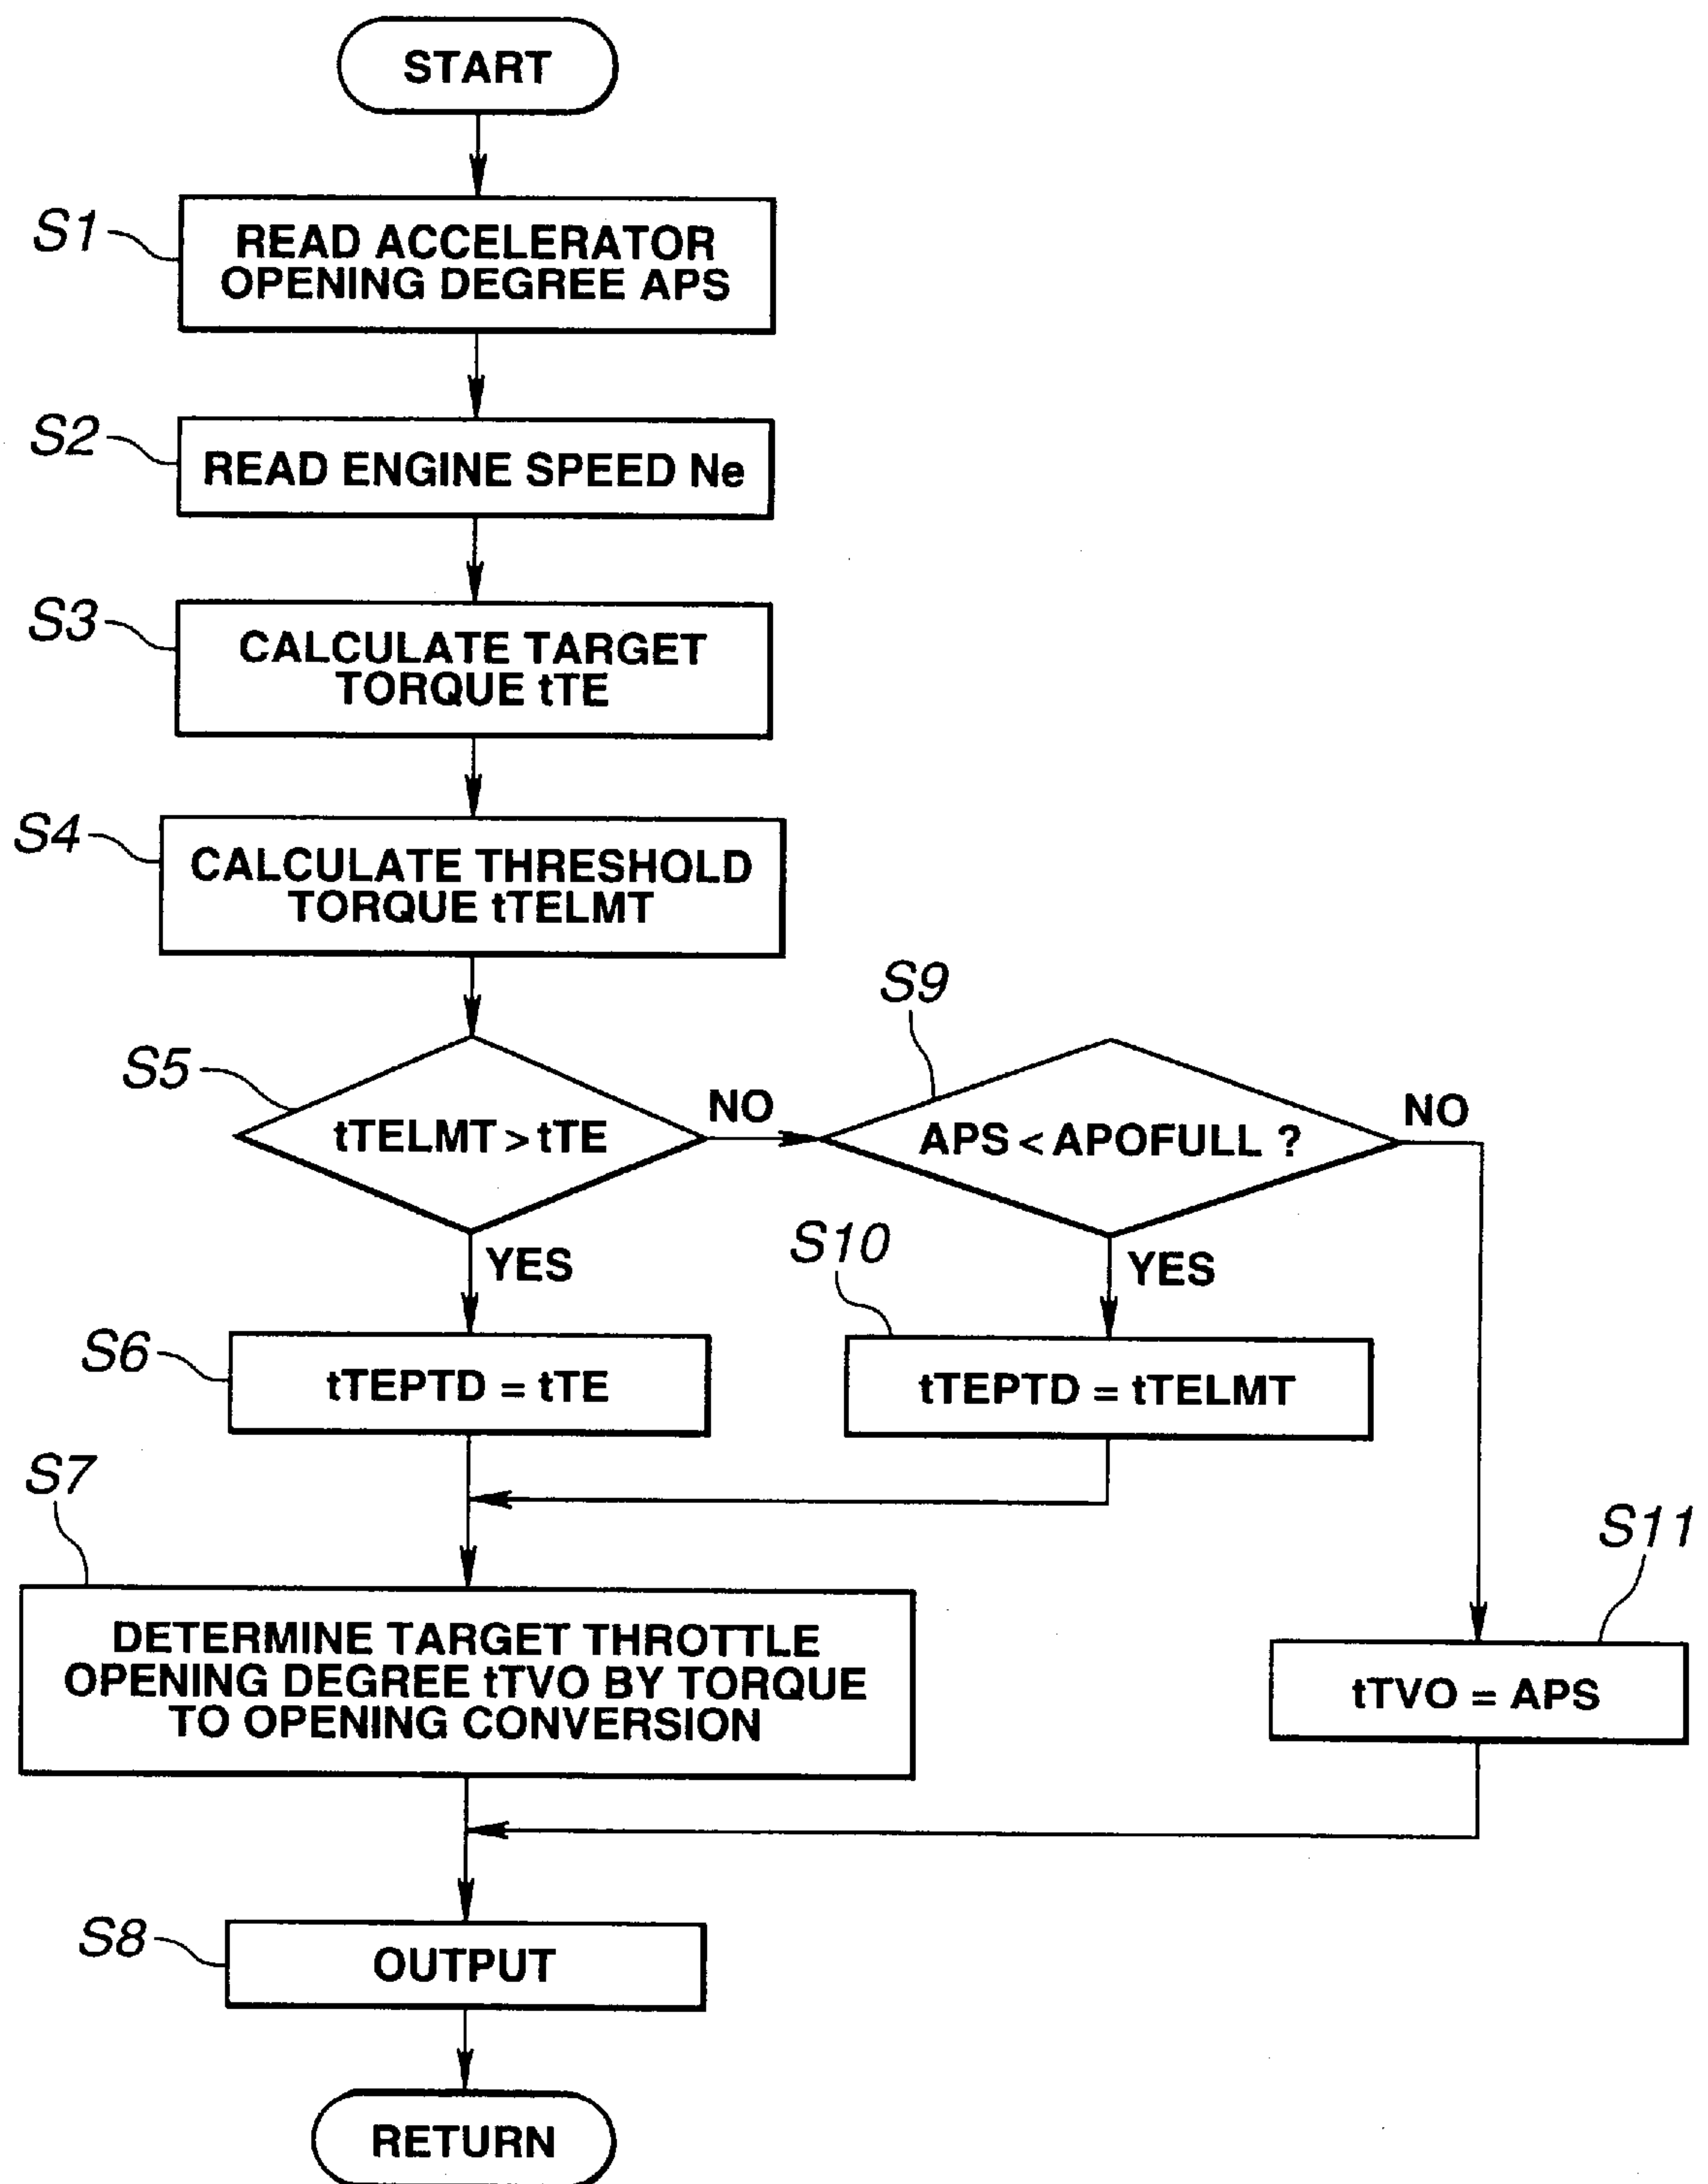 START
S1
READ ACCELERATOR
OPENING DEGREE APS
S2
READ ENGINE SPEED Ne
S3
CALCULATE TARGET
TORQUE tTE
S4
CALCULATE THRESHOLD
TORQUE tTELMT
S5
tTELMT > tTE
NO
YES
S9
APS < APOFULL ?
NO
YES
S6
tTEPTD = tTE
S10
tTEPTD = tTELMT
S7
DETERMINE TARGET THROTTLE
OPENING DEGREE tTVO BY TORQUE
TO OPENING CONVERSION
S11
tTVO = APS
S8
OUTPUT
RETURN